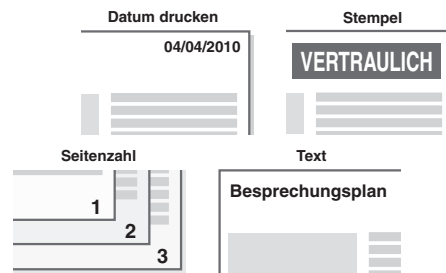 Datum drucken
04/04/2010
Stempel
VERTRAULICH
Seitenzahl
1
2
3
Text
Besprechungsplan